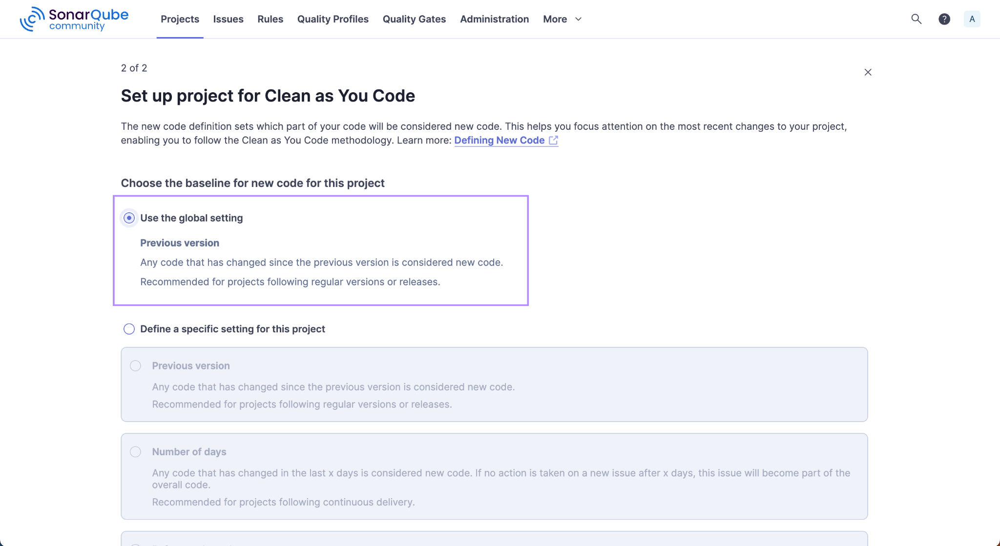 SonarQube
community
Projects
Issues
Rules
Quality Profiles
Quality Gates
Administration
More
?
A
2 of 2
Set up project for Clean as You Code
The new code definition sets which part of your code will be considered new code. This helps you focus attention on the most recent changes to your project,
enabling you to follow the Clean as You Code methodology. Learn more: Defining New Code
Choose the baseline for new code for this project
Use the global setting
Previous version
Any code that has changed since the previous version is considered new code.
Recommended for projects following regular versions or releases.
Define a specific setting for this project
Previous version
Any code that has changed since the previous version is considered new code.
Recommended for projects following regular versions or releases.
Number of days
Any code that has changed in the last x days is considered new code. If no action is taken on a new issue after x days, this issue will become part of the
overall code.
Recommended for projects following continuous delivery.